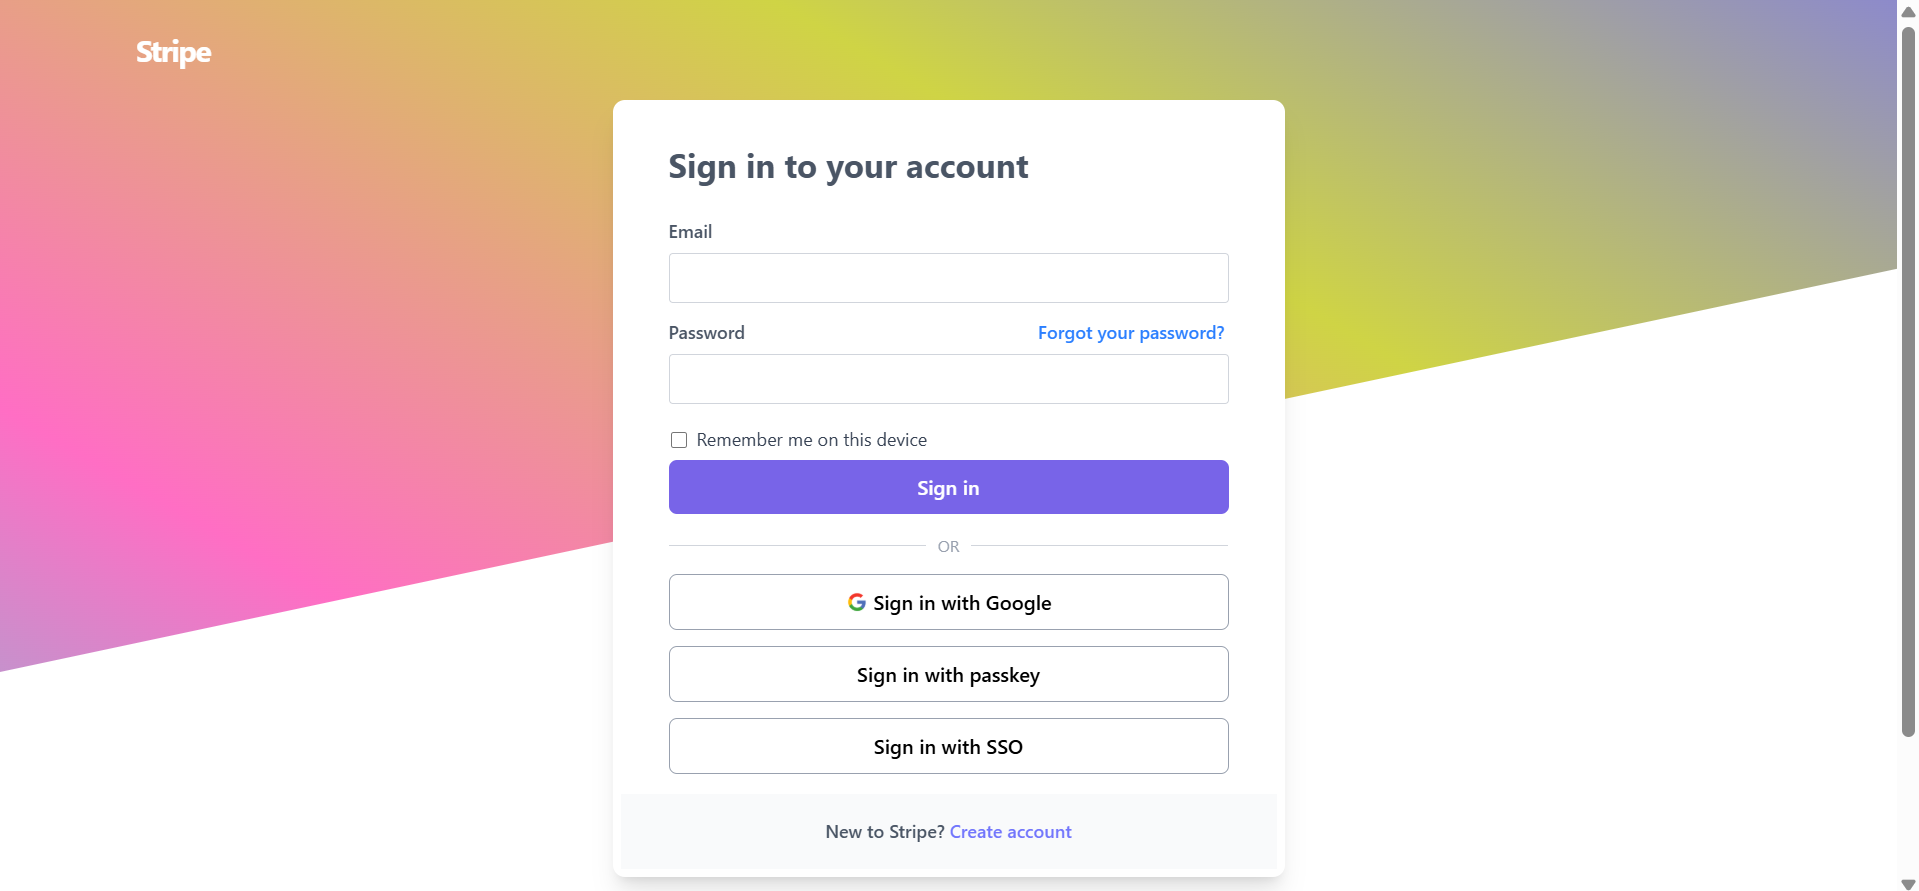 Stripe
Sign in to your account
Email
Password
Forgot your password?
Remember me on this device
Sign in
OR
Sign in with Google
Sign in with passkey
Sign in with SSO
New to Stripe? Create account